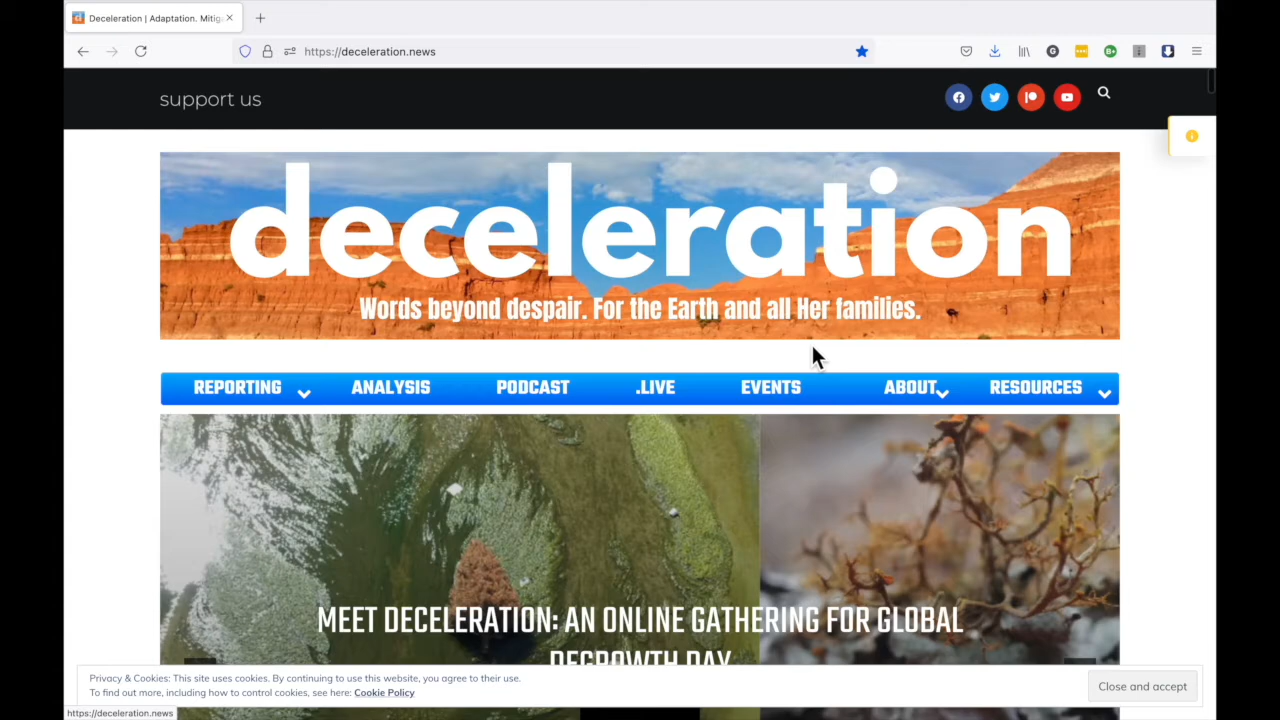 Deceleration | Adaptation. Mitig
https://deceleration.news
support us
deceleration
Words beyond despair. For the Earth and all Her families.
REPORTING ANALYSIS PODCAST .LIVE EVENTS ABOUT RESOURCES
MEET DECELERATION: AN ONLINE GATHERING FOR GLOBAL
DEGROWTH DAY
Privacy & Cookies: This site uses cookies. By continuing to use this website, you agree to their use.
To find out more, including how to control cookies, see here: Cookie Policy
Close and accept
https://deceleration.news